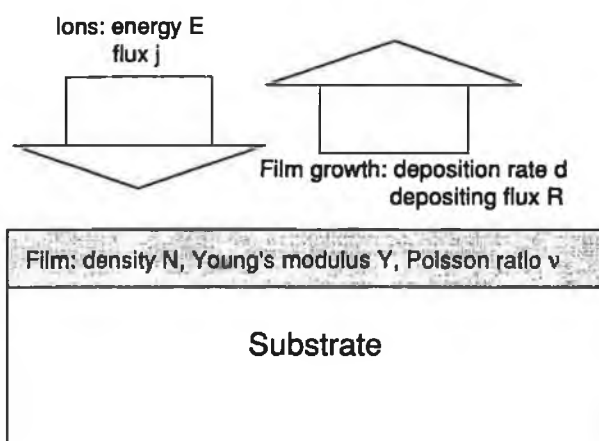 Ions: energy E
flux j
Film growth: deposition rate d
depositing flux R
Film: density N, Young's modulus Y, Poisson ratio ν
Substrate